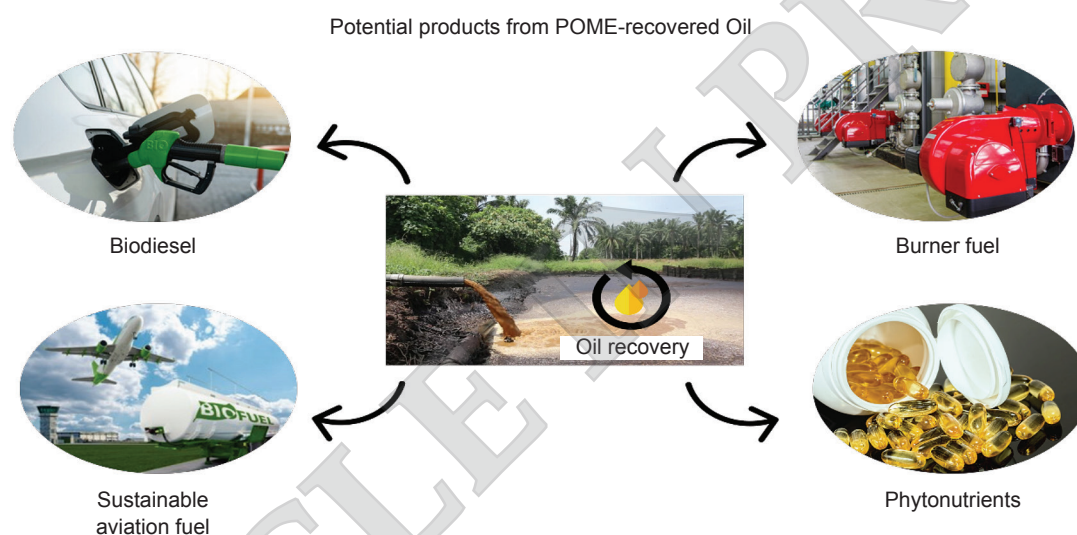 Potential products from POME-recovered Oil
BIO
Biodiesel
Burner fuel
Oil recovery
BIOFUEL
Sustainable
aviation fuel
Phytonutrients